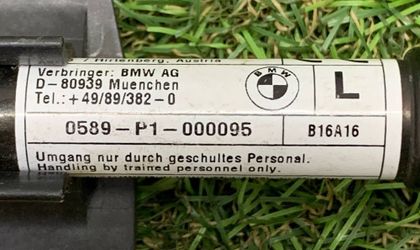 / Hirtenberg, Austria
Verbringer: BMW AG
D-80939 Muenchen
Tel.:+49/89/382-0
BMW
L
0589-P1-000095
B16A16
Umgang nur durch geschultes Personal.
Handling by trained personnel only.